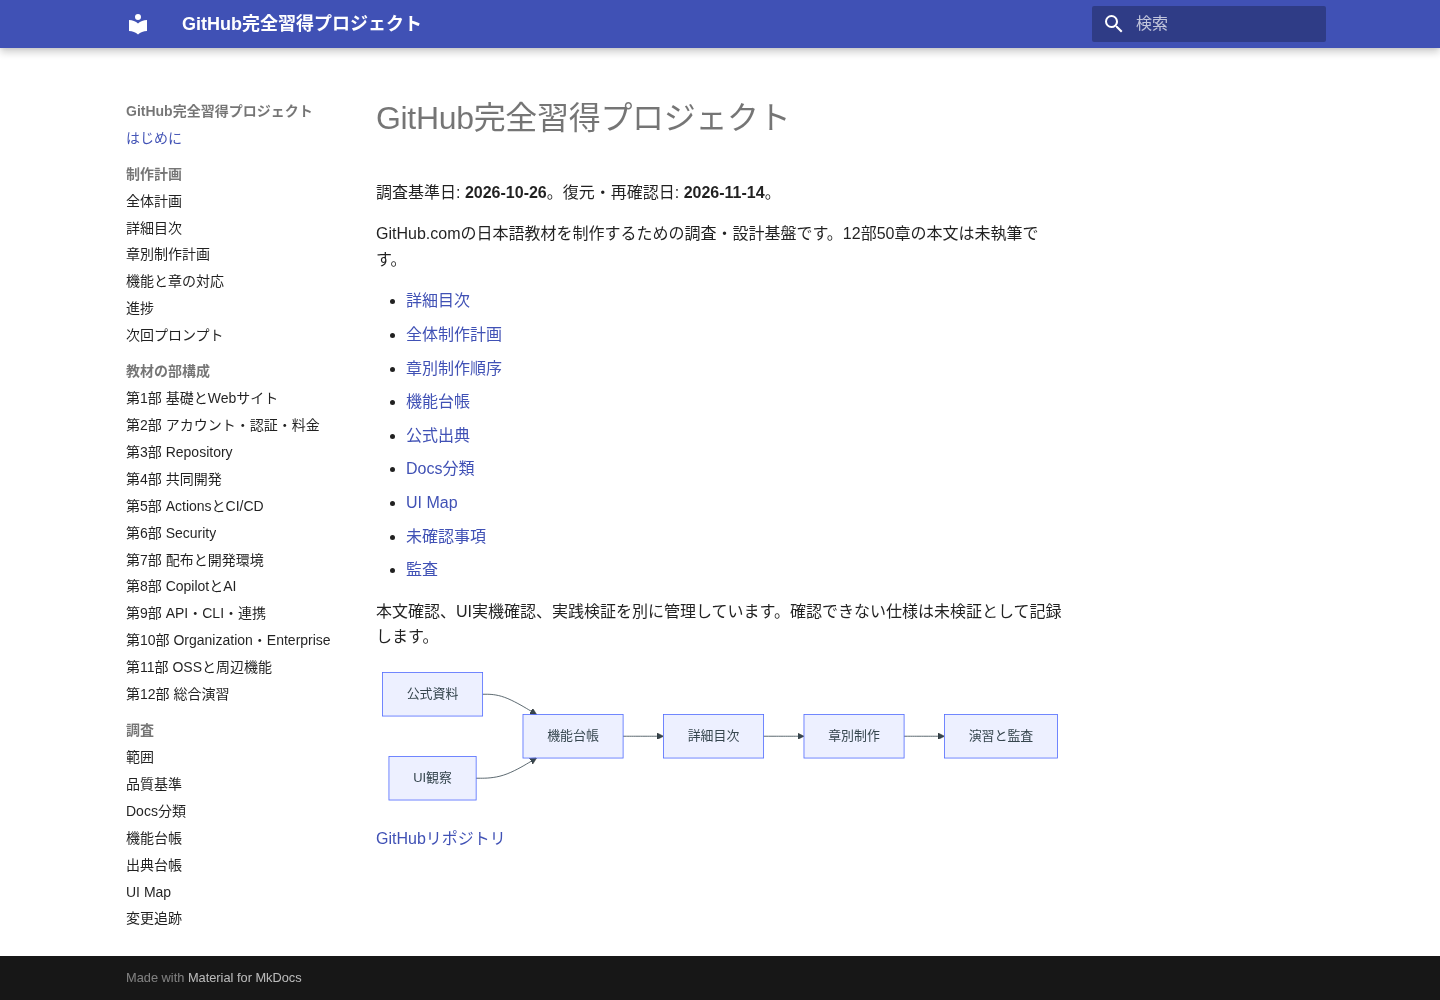 GitHub完全習得プロジェクト
検索
GitHub完全習得プロジェクト
はじめに
制作計画
全体計画
詳細目次
章別制作計画
機能と章の対応
進捗
次回プロンプト
教材の部構成
第1部 基礎とWebサイト
第2部 アカウント・認証・料金
第3部 Repository
第4部 共同開発
第5部 ActionsとCI/CD
第6部 Security
第7部 配布と開発環境
第8部 CopilotとAI
第9部 API・CLI・連携
第10部 Organization・Enterprise
第11部 OSSと周辺機能
第12部 総合演習
調査
範囲
品質基準
Docs分類
機能台帳
出典台帳
UI Map
変更追跡
GitHub完全習得プロジェクト
調査基準日: 2026-10-26。復元・再確認日: 2026-11-14。
GitHub.comの日本語教材を制作するための調査・設計基盤です。12部50章の本文は未執筆で
す。
詳細目次
全体制作計画
章別制作順序
機能台帳
公式出典
Docs分類
UI Map
未確認事項
監査
本文確認、UI実機確認、実践検証を別に管理しています。確認できない仕様は未検証として記録
します。
公式資料
UI観察
機能台帳
詳細目次
章別制作
演習と監査
GitHubリポジトリ
Made with Material for MkDocs